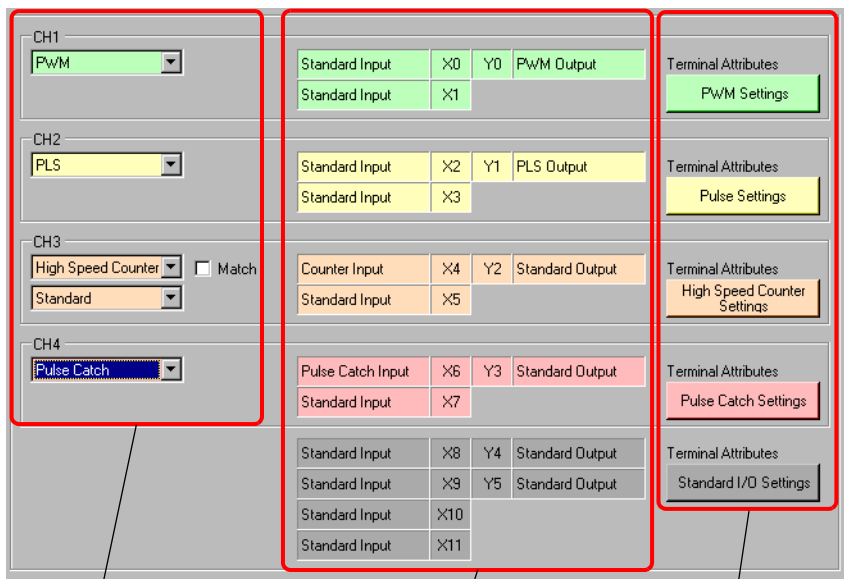 CH1
PWM
Standard Input X0 Y0 PWM Output
Standard Input X1
Terminal Attributes
PWM Settings
CH2
PLS
Standard Input X2 Y1 PLS Output
Standard Input X3
Terminal Attributes
Pulse Settings
CH3
High Speed Counter Match
Standard
Counter Input X4 Y2 Standard Output
Standard Input X5
Terminal Attributes
High Speed Counter
Settings
CH4
Pulse Catch
Pulse Catch Input X6 Y3 Standard Output
Standard Input X7
Terminal Attributes
Pulse Catch Settings
Standard Input X8 Y4 Standard Output
Standard Input X9 Y5 Standard Output
Standard Input X10
Standard Input X11
Terminal Attributes
Standard I/O Settings